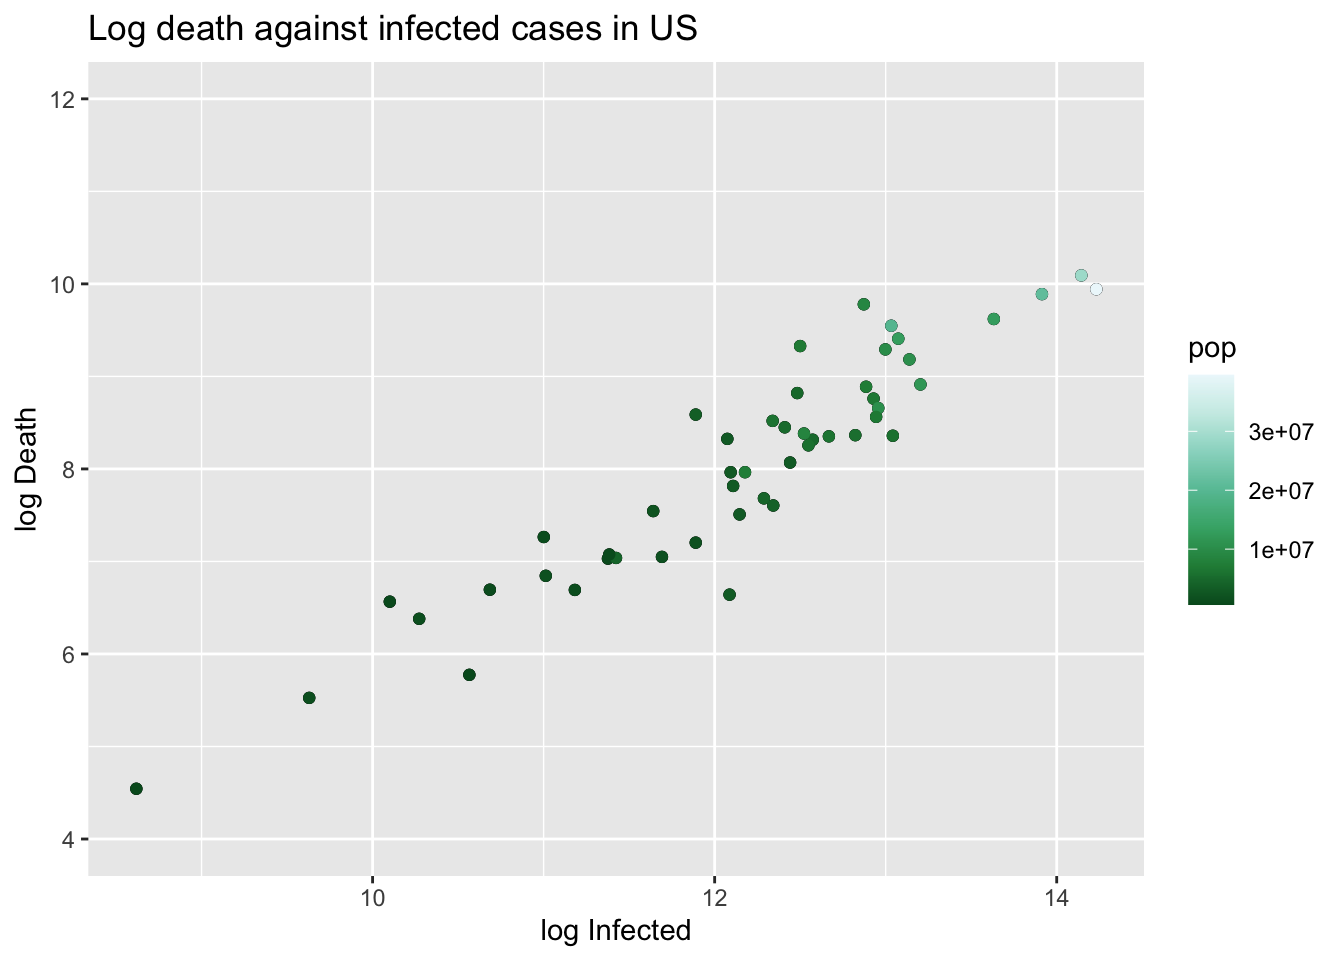 Log death against infected cases in US
12
10
8
6
4
log Death
10
12
14
log Infected
pop
3e+07
2e+07
1e+07